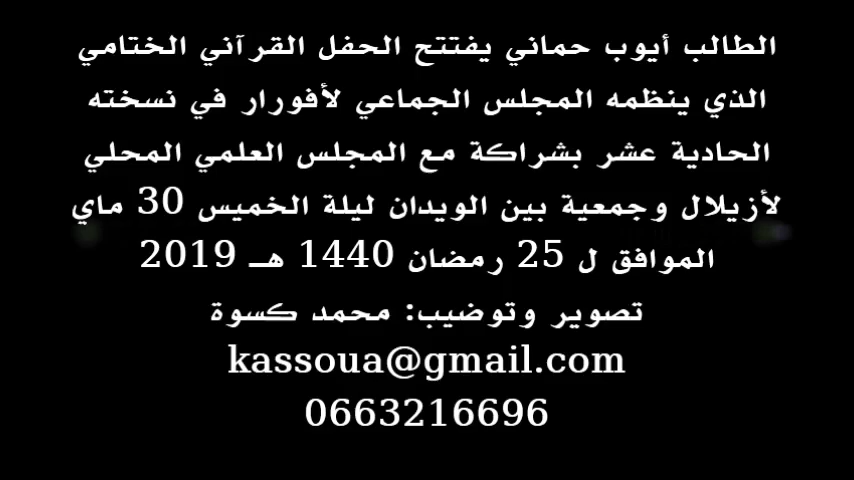 الطالب أيوب حماني يفتتح الحفل القرآني الختامي
الذي ينظمه المجلس الجماعي لأفورار في نسخته
الحادية عشر بشراكة مع المجلس العلمي المحلي
لأزيلال وجمعية بين الويدان ليلة الخميس 30 ماي
الموافق ل 25 رمضان 1440 هـ 2019
تصوير وتوضيب: محمد كسوة
kassoua@gmail.com
0663216696